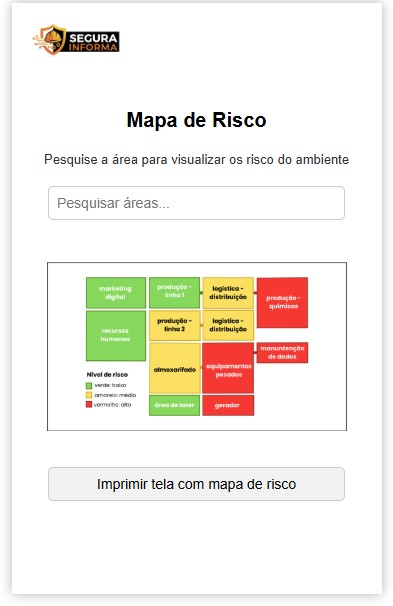 SEGURA
INFORMA
Mapa de Risco
Pesquise a área para visualizar os risco do ambiente
Pesquisar áreas...
marketing
digital
produção -
linha 1
logística -
distribuição
produção -
químicos
recursos
humanos
produção -
linha 2
logística -
distribuição
manuntenção
de dados
almoxarifado
equipamentos
pesados
Nível de risco
verde: baixo
amarelo: médio
vermelho: alto
área de lazer
gerador
Imprimir tela com mapa de risco